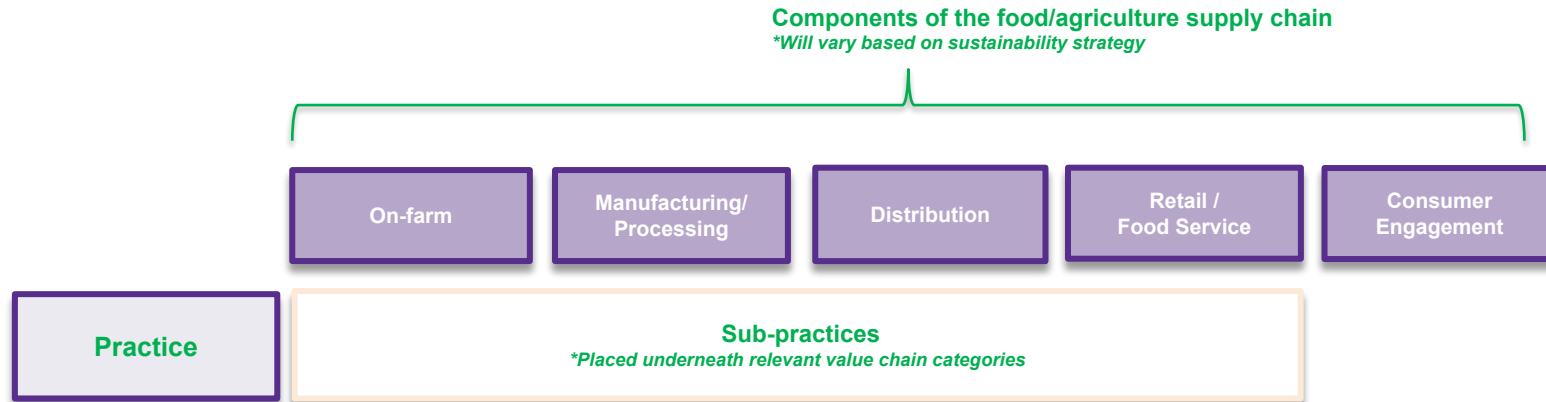 Components of the food/agriculture supply chain
*Will vary based on sustainability strategy
On-farm
Manufacturing/
Processing
Distribution
Retail /
Food Service
Consumer
Engagement
Practice
Sub-practices
*Placed underneath relevant value chain categories